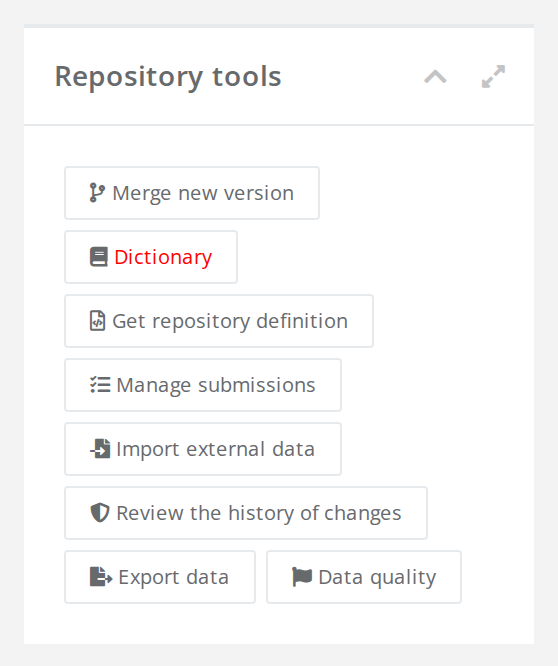 Repository tools
Merge new version
Dictionary
Get repository definition
Manage submissions
Import external data
Review the history of changes
Export data
Data quality